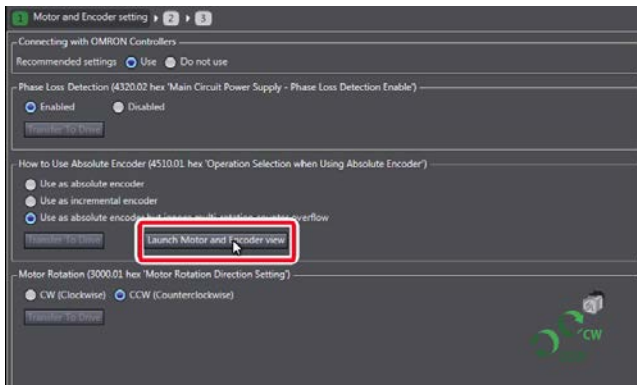 1 Motor and Encoder setting ▸ 2 ▸ 3
Connecting with OMRON Controllers
Recommended settings Use Do not use
Phase Loss Detection (4320.02 hex 'Main Circuit Power Supply - Phase Loss Detection Enable')
Enabled Disabled
Transfer To Drive
How to Use Absolute Encoder (4510.01 hex 'Operation Selection when Using Absolute Encoder')
Use as absolute encoder
Use as incremental encoder
Use as absolute encoder but ignore multi-rotation counter overflow
Transfer To Drive Launch Motor and Encoder view
Motor Rotation (3000.01 hex 'Motor Rotation Direction Setting')
CW (Clockwise) CCW (Counterclockwise)
Transfer To Drive
CW